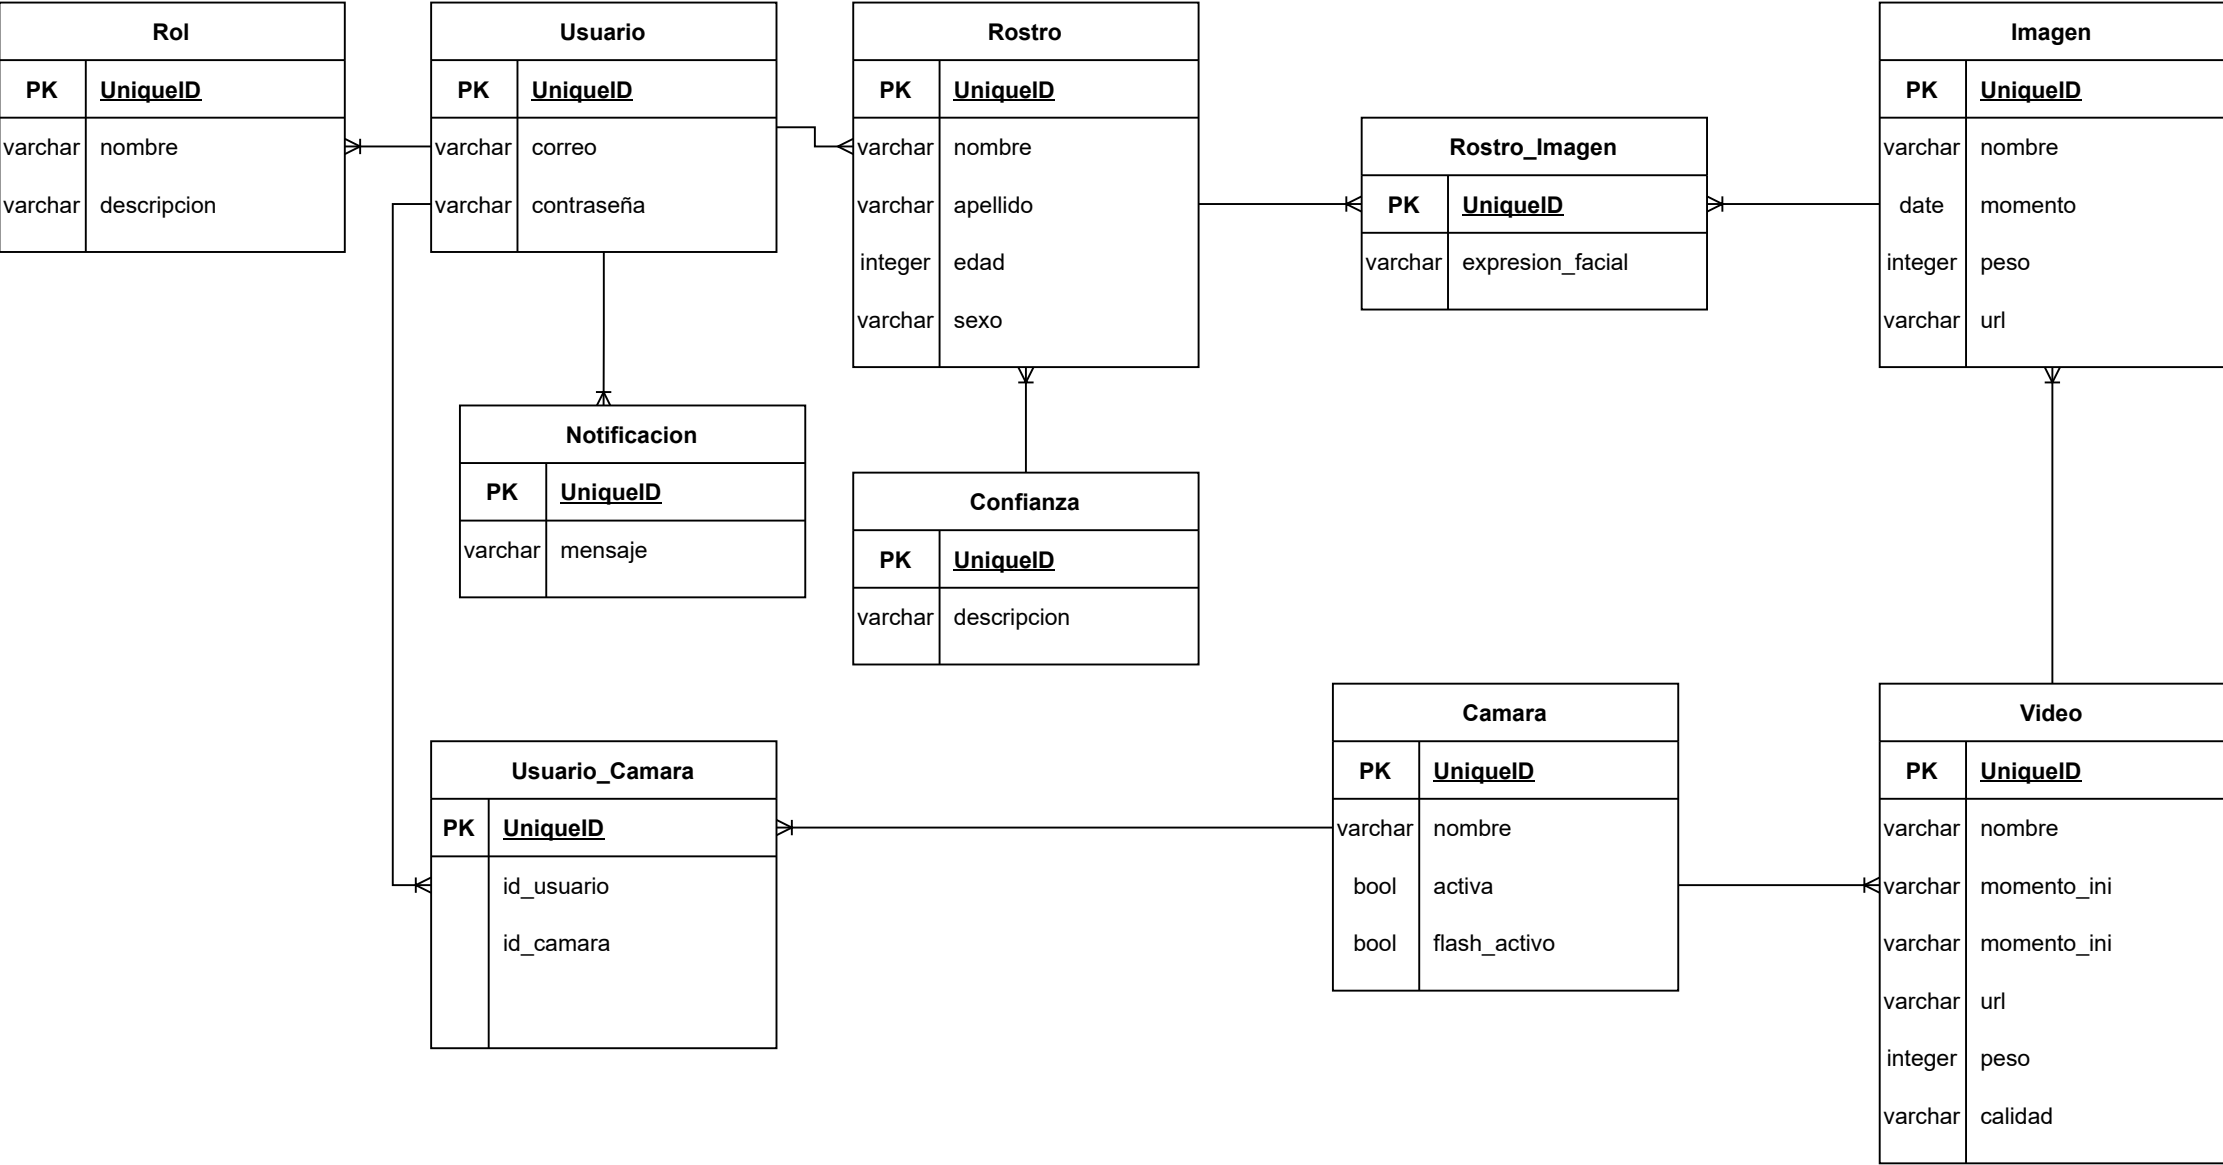 Rol
PK UniqueID
varchar nombre
varchar descripcion
Usuario
PK UniqueID
varchar correo
varchar contraseña
Rostro
PK UniqueID
varchar nombre
varchar apellido
integer edad
varchar sexo
Rostro_Imagen
PK UniqueID
varchar expresion_facial
Imagen
PK UniqueID
varchar nombre
date momento
integer peso
varchar url
Notificacion
PK UniqueID
varchar mensaje
Confianza
PK UniqueID
varchar descripcion
Usuario_Camara
PK UniqueID
id_usuario
id_camara
Camara
PK UniqueID
varchar nombre
bool activa
bool flash_activo
Video
PK UniqueID
varchar nombre
varchar momento_ini
varchar momento_ini
varchar url
integer peso
varchar calidad